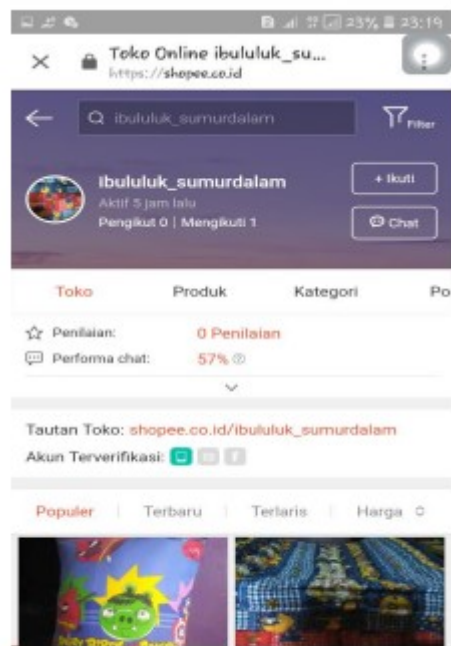 23% 23:19
Toko Online ibululuk_su...
https://shopee.co.id
ibululuk_sumurdalam
Filter
Ibululuk_sumurdalam
+ Ikuti
Aktif 5 jam lalu
Pengikut 0 | Mengikuti 1
Chat
Toko Produk Kategori Po
Penilaian: 0 Penilaian
Performa chat: 57%
Tautan Toko: shopee.co.id/ibululuk_sumurdalam
Akun Terverifikasi:
Populer Terbaru Terlaris Harga